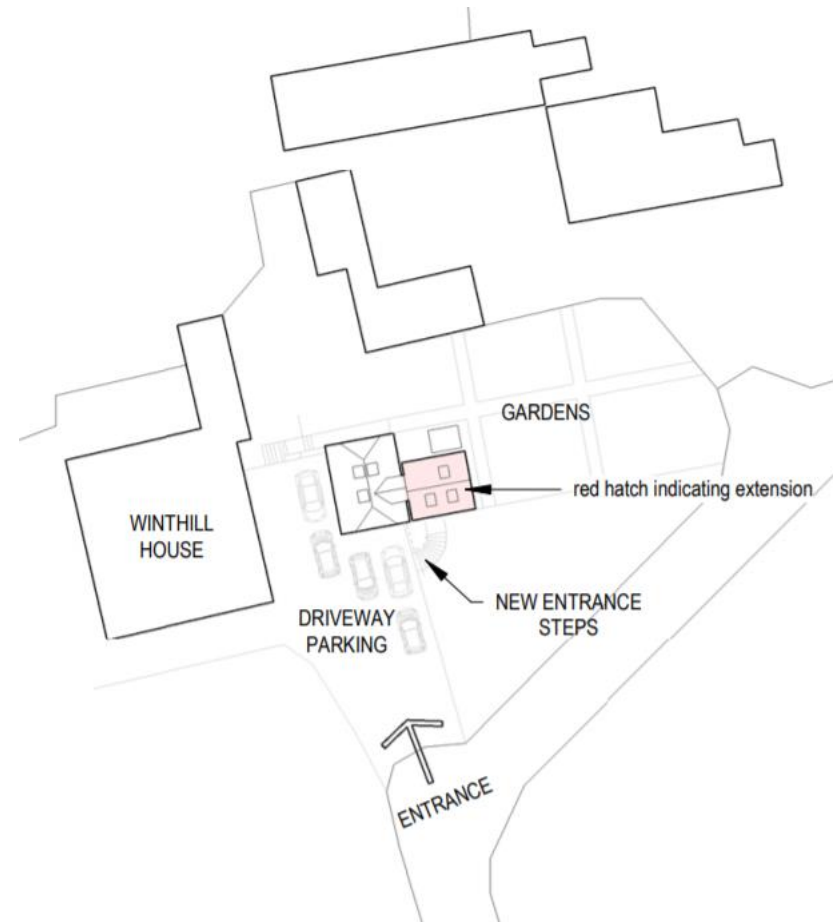 GARDENS
red hatch indicating extension
WINTHILL
HOUSE
NEW ENTRANCE
STEPS
DRIVEWAY
PARKING
ENTRANCE